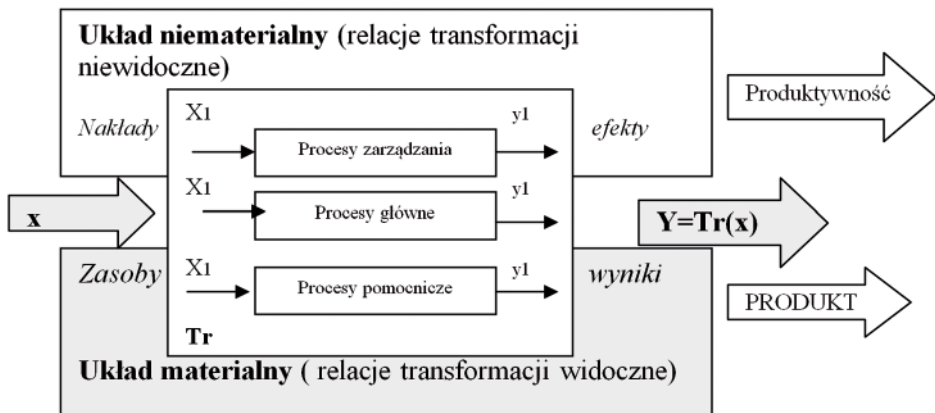 Układ niematerialny (relacje transformacji
niewidoczne)
Produktywność
Nakłady
X1
y1
efekty
Procesy zarządzania
X1
y1
Procesy główne
x
Y=Tr(x)
Zasoby
X1
y1
wyniki
Procesy pomocnicze
PRODUKT
Tr
Układ materialny ( relacje transformacji widoczne)